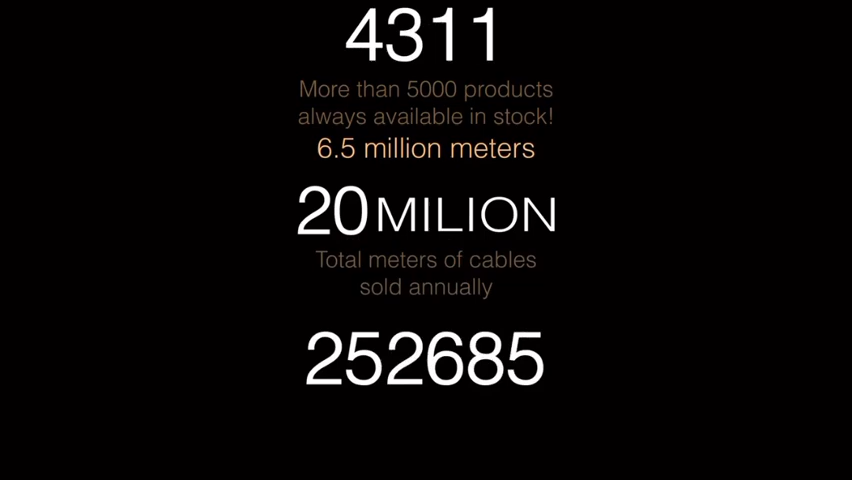 4311
More than 5000 products
always available in stock!
6.5 million meters
20 MILION
Total meters of cables
sold annually
252685